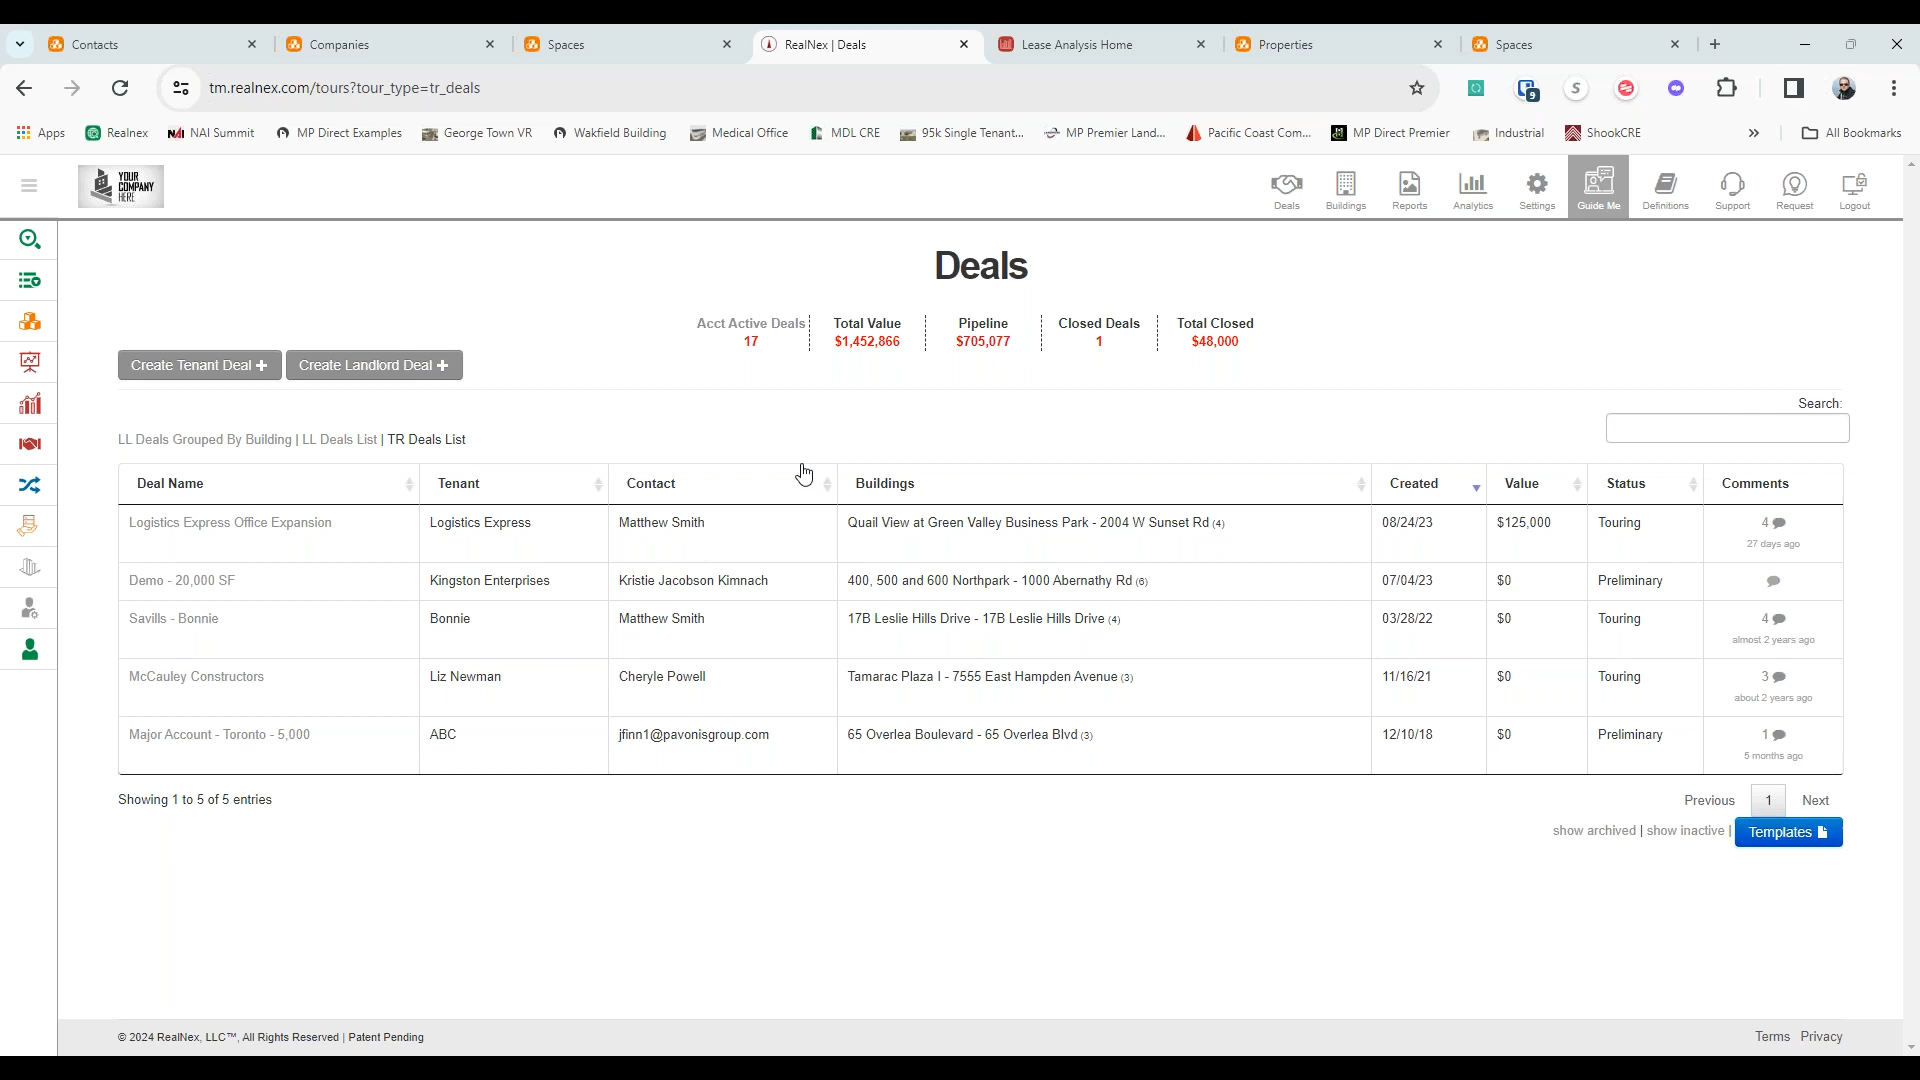 Contacts
Companies
Spaces
RealNex | Deals
Lease Analysis Home
Properties
Spaces
tm.realnex.com/tours?tour_type=tr_deals
S
9
Apps
Realnex
NAI Summit
MP Direct Examples
George Town VR
Wakfield Building
Medical Office
MDL CRE
95k Single Tenant...
MP Premier Land...
Pacific Coast Com...
MP Direct Premier
Industrial
ShookCRE
»
All Bookmarks
YOUR COMPANY HERE
Deals
Buildings
Reports
Analytics
Settings
Guide Me
Definitions
Support
Request
Logout
Deals
Acct Active Deals Total Value Pipeline Closed Deals Total Closed
17 $1,452,866 $705,077 1 $48,000
Create Tenant Deal + Create Landlord Deal +
Search:
LL Deals Grouped By Building | LL Deals List | TR Deals List
Deal Name Tenant Contact Buildings Created Value Status Comments
Logistics Express Office Expansion Logistics Express Matthew Smith Quail View at Green Valley Business Park - 2004 W Sunset Rd (4) 08/24/23 $125,000 Touring 4
27 days ago
Demo - 20,000 SF Kingston Enterprises Kristie Jacobson Kimnach 400, 500 and 600 Northpark - 1000 Abernathy Rd (6) 07/04/23 $0 Preliminary
Savills - Bonnie Bonnie Matthew Smith 17B Leslie Hills Drive - 17B Leslie Hills Drive (4) 03/28/22 $0 Touring 4
almost 2 years ago
McCauley Constructors Liz Newman Cheryle Powell Tamarac Plaza I - 7555 East Hampden Avenue (3) 11/16/21 $0 Touring 3
about 2 years ago
Major Account - Toronto - 5,000 ABC jfinn1@pavonisgroup.com 65 Overlea Boulevard - 65 Overlea Blvd (3) 12/10/18 $0 Preliminary 1
5 months ago
Showing 1 to 5 of 5 entries
Previous 1 Next
show archived | show inactive | Templates
© 2024 RealNex, LLC™, All Rights Reserved | Patent Pending
Terms Privacy